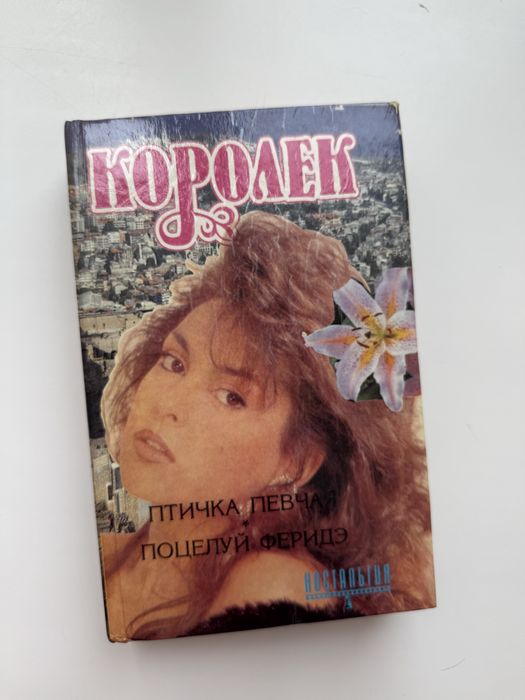 КОРОЛЕК
ПТИЧКА ПЕВЧАЯ
*
ПОЦЕЛУЙ ФЕРИДЭ
НОСТАЛЬГИЯ